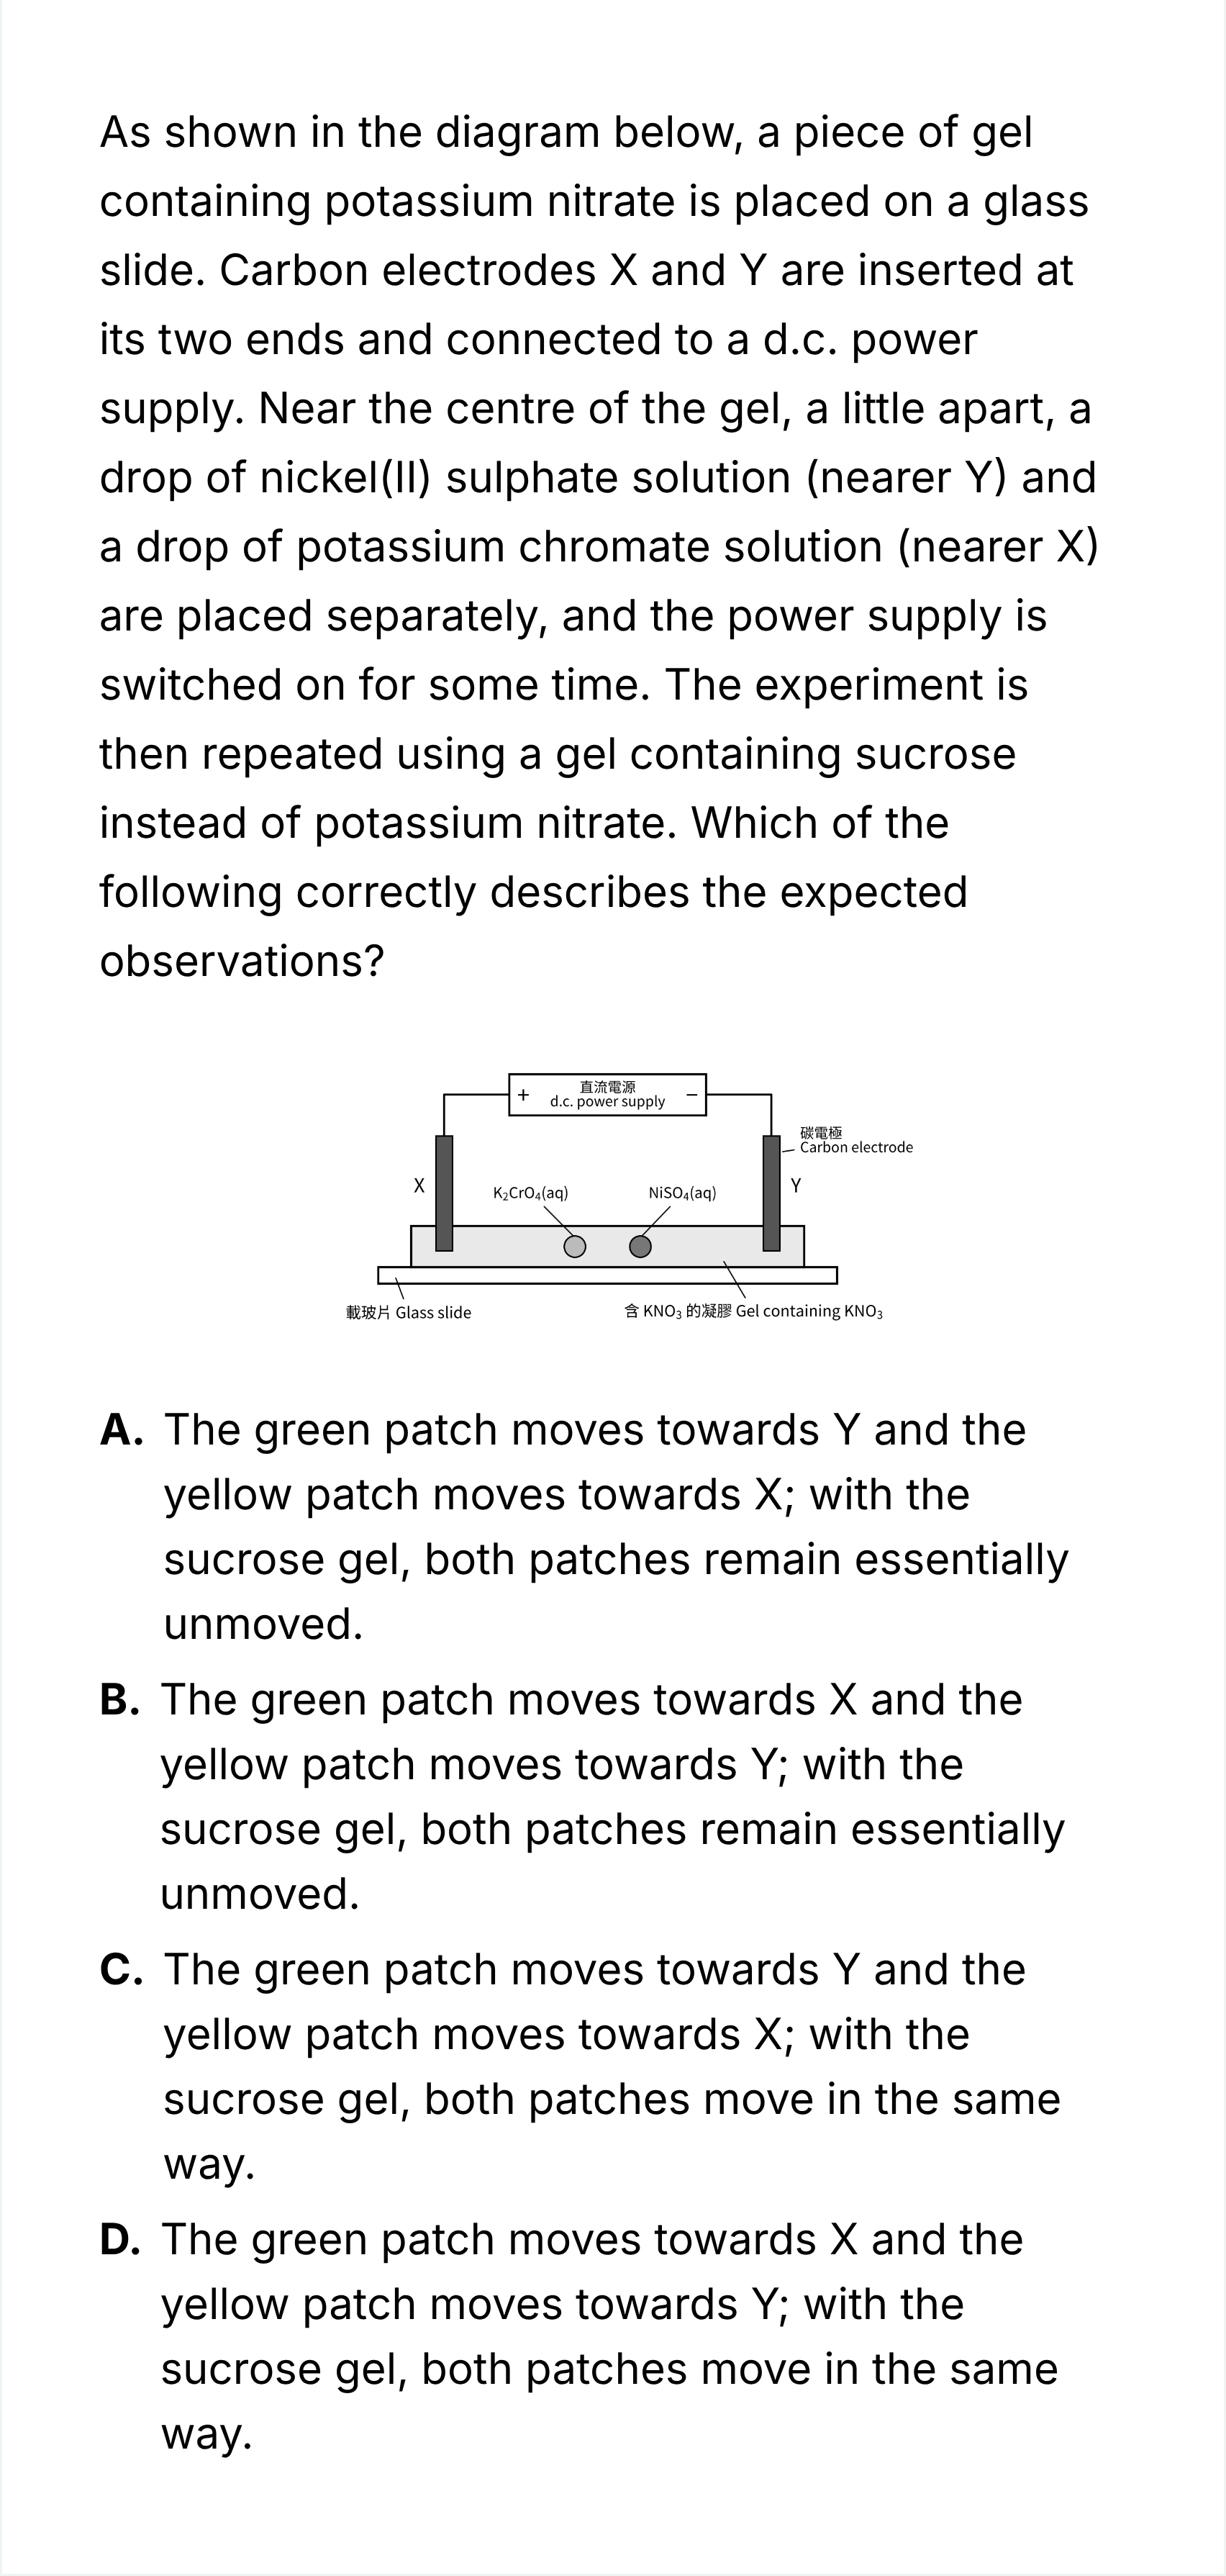 As shown in the diagram below, a piece of gel
containing potassium nitrate is placed on a glass
slide. Carbon electrodes X and Y are inserted at
its two ends and connected to a d.c. power
supply. Near the centre of the gel, a little apart, a
drop of nickel(II) sulphate solution (nearer Y) and
a drop of potassium chromate solution (nearer X)
are placed separately, and the power supply is
switched on for some time. The experiment is
then repeated using a gel containing sucrose
instead of potassium nitrate. Which of the
following correctly describes the expected
observations?
直流電源
+ d.c. power supply −
碳電極
Carbon electrode
X
K₂CrO₄(aq)
NiSO₄(aq)
Y
載玻片 Glass slide
含 KNO₃ 的凝膠 Gel containing KNO₃
A. The green patch moves towards Y and the
yellow patch moves towards X; with the
sucrose gel, both patches remain essentially
unmoved.
B. The green patch moves towards X and the
yellow patch moves towards Y; with the
sucrose gel, both patches remain essentially
unmoved.
C. The green patch moves towards Y and the
yellow patch moves towards X; with the
sucrose gel, both patches move in the same
way.
D. The green patch moves towards X and the
yellow patch moves towards Y; with the
sucrose gel, both patches move in the same
way.